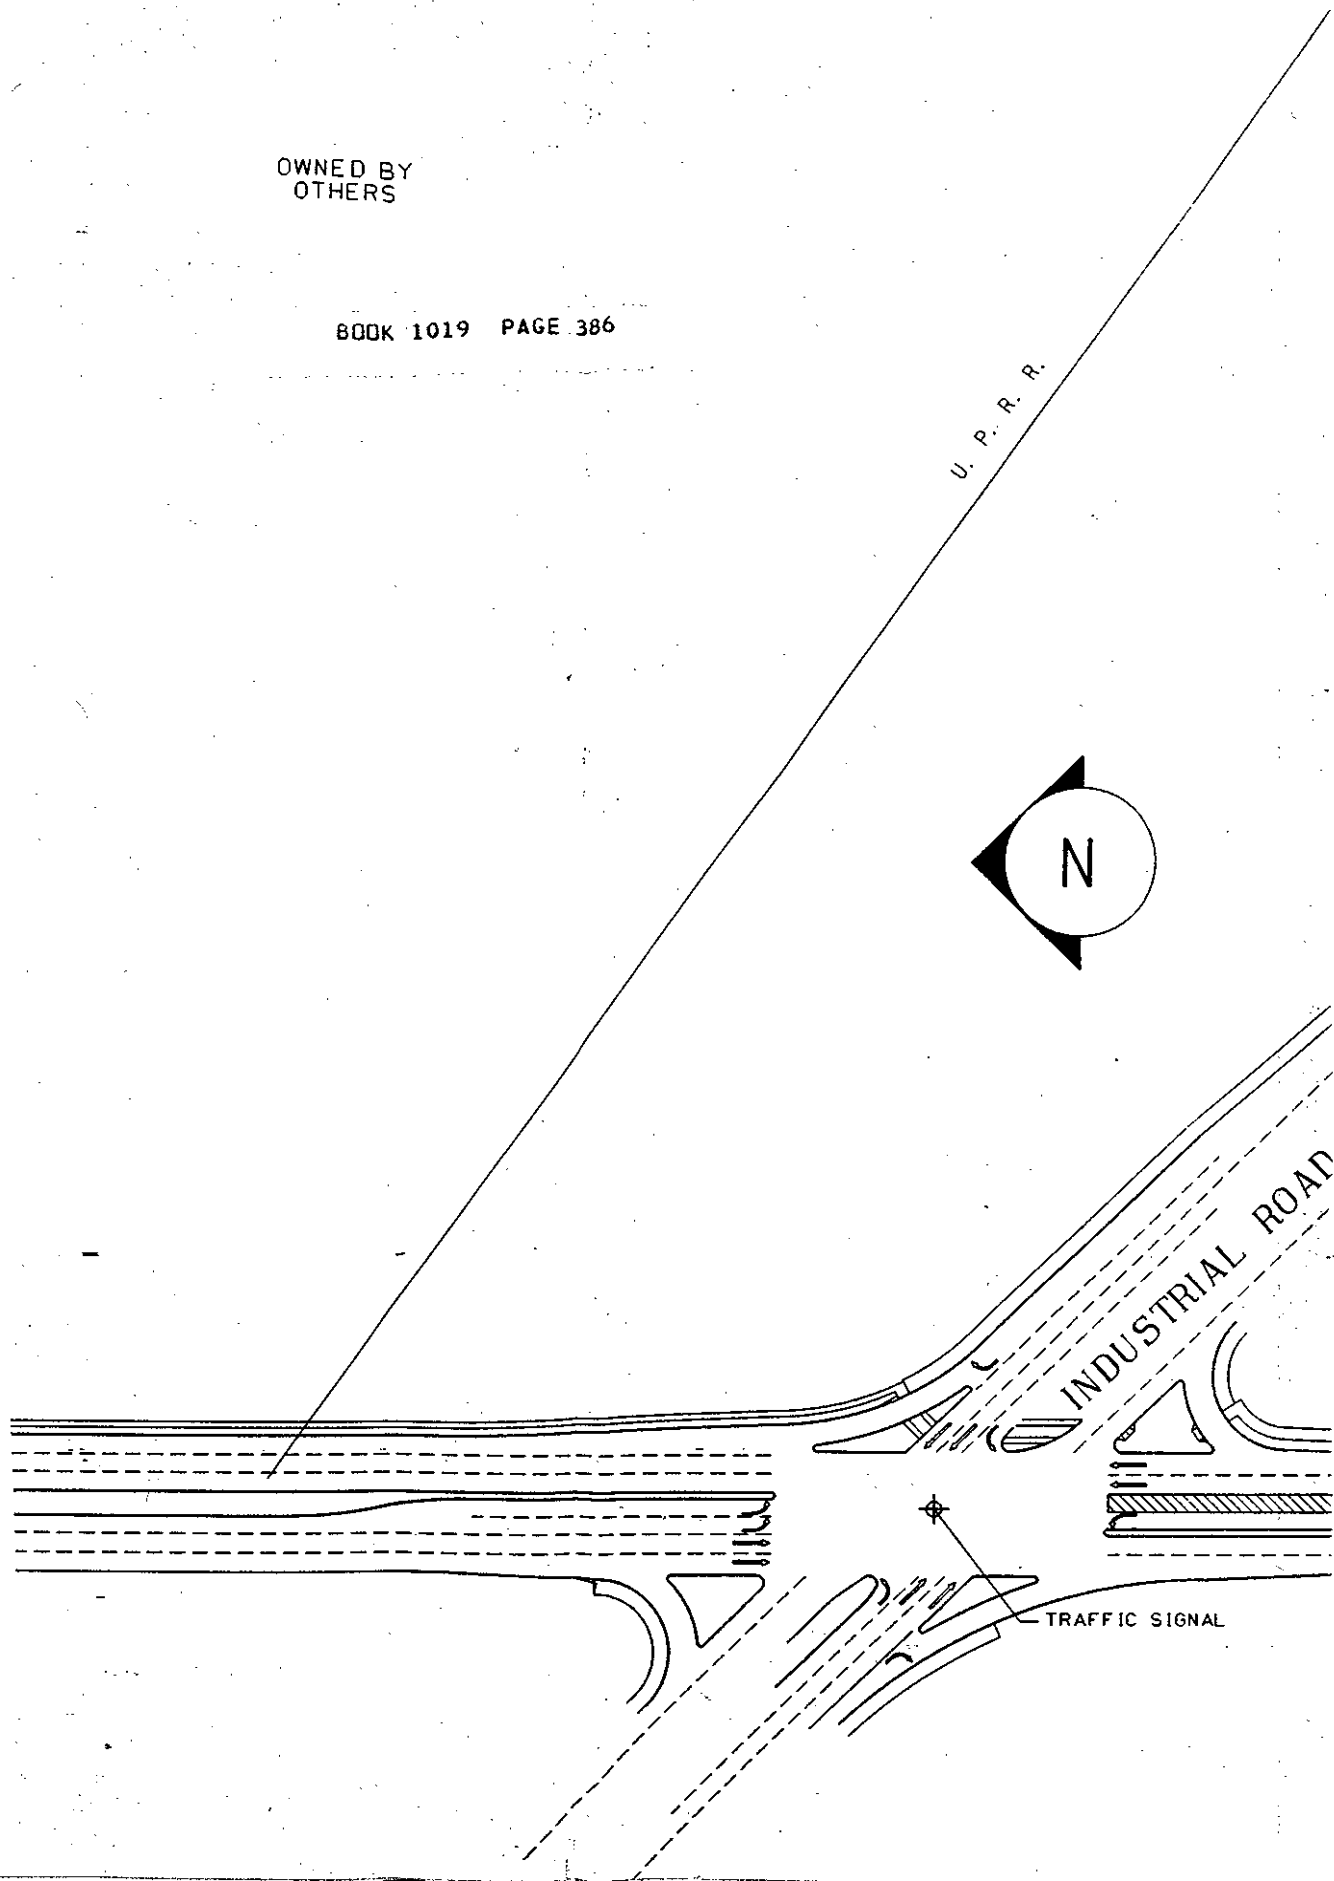 OWNED BY
OTHERS
BOOK 1019 PAGE 386
U. P. R. R.
N
INDUSTRIAL ROAD
TRAFFIC SIGNAL